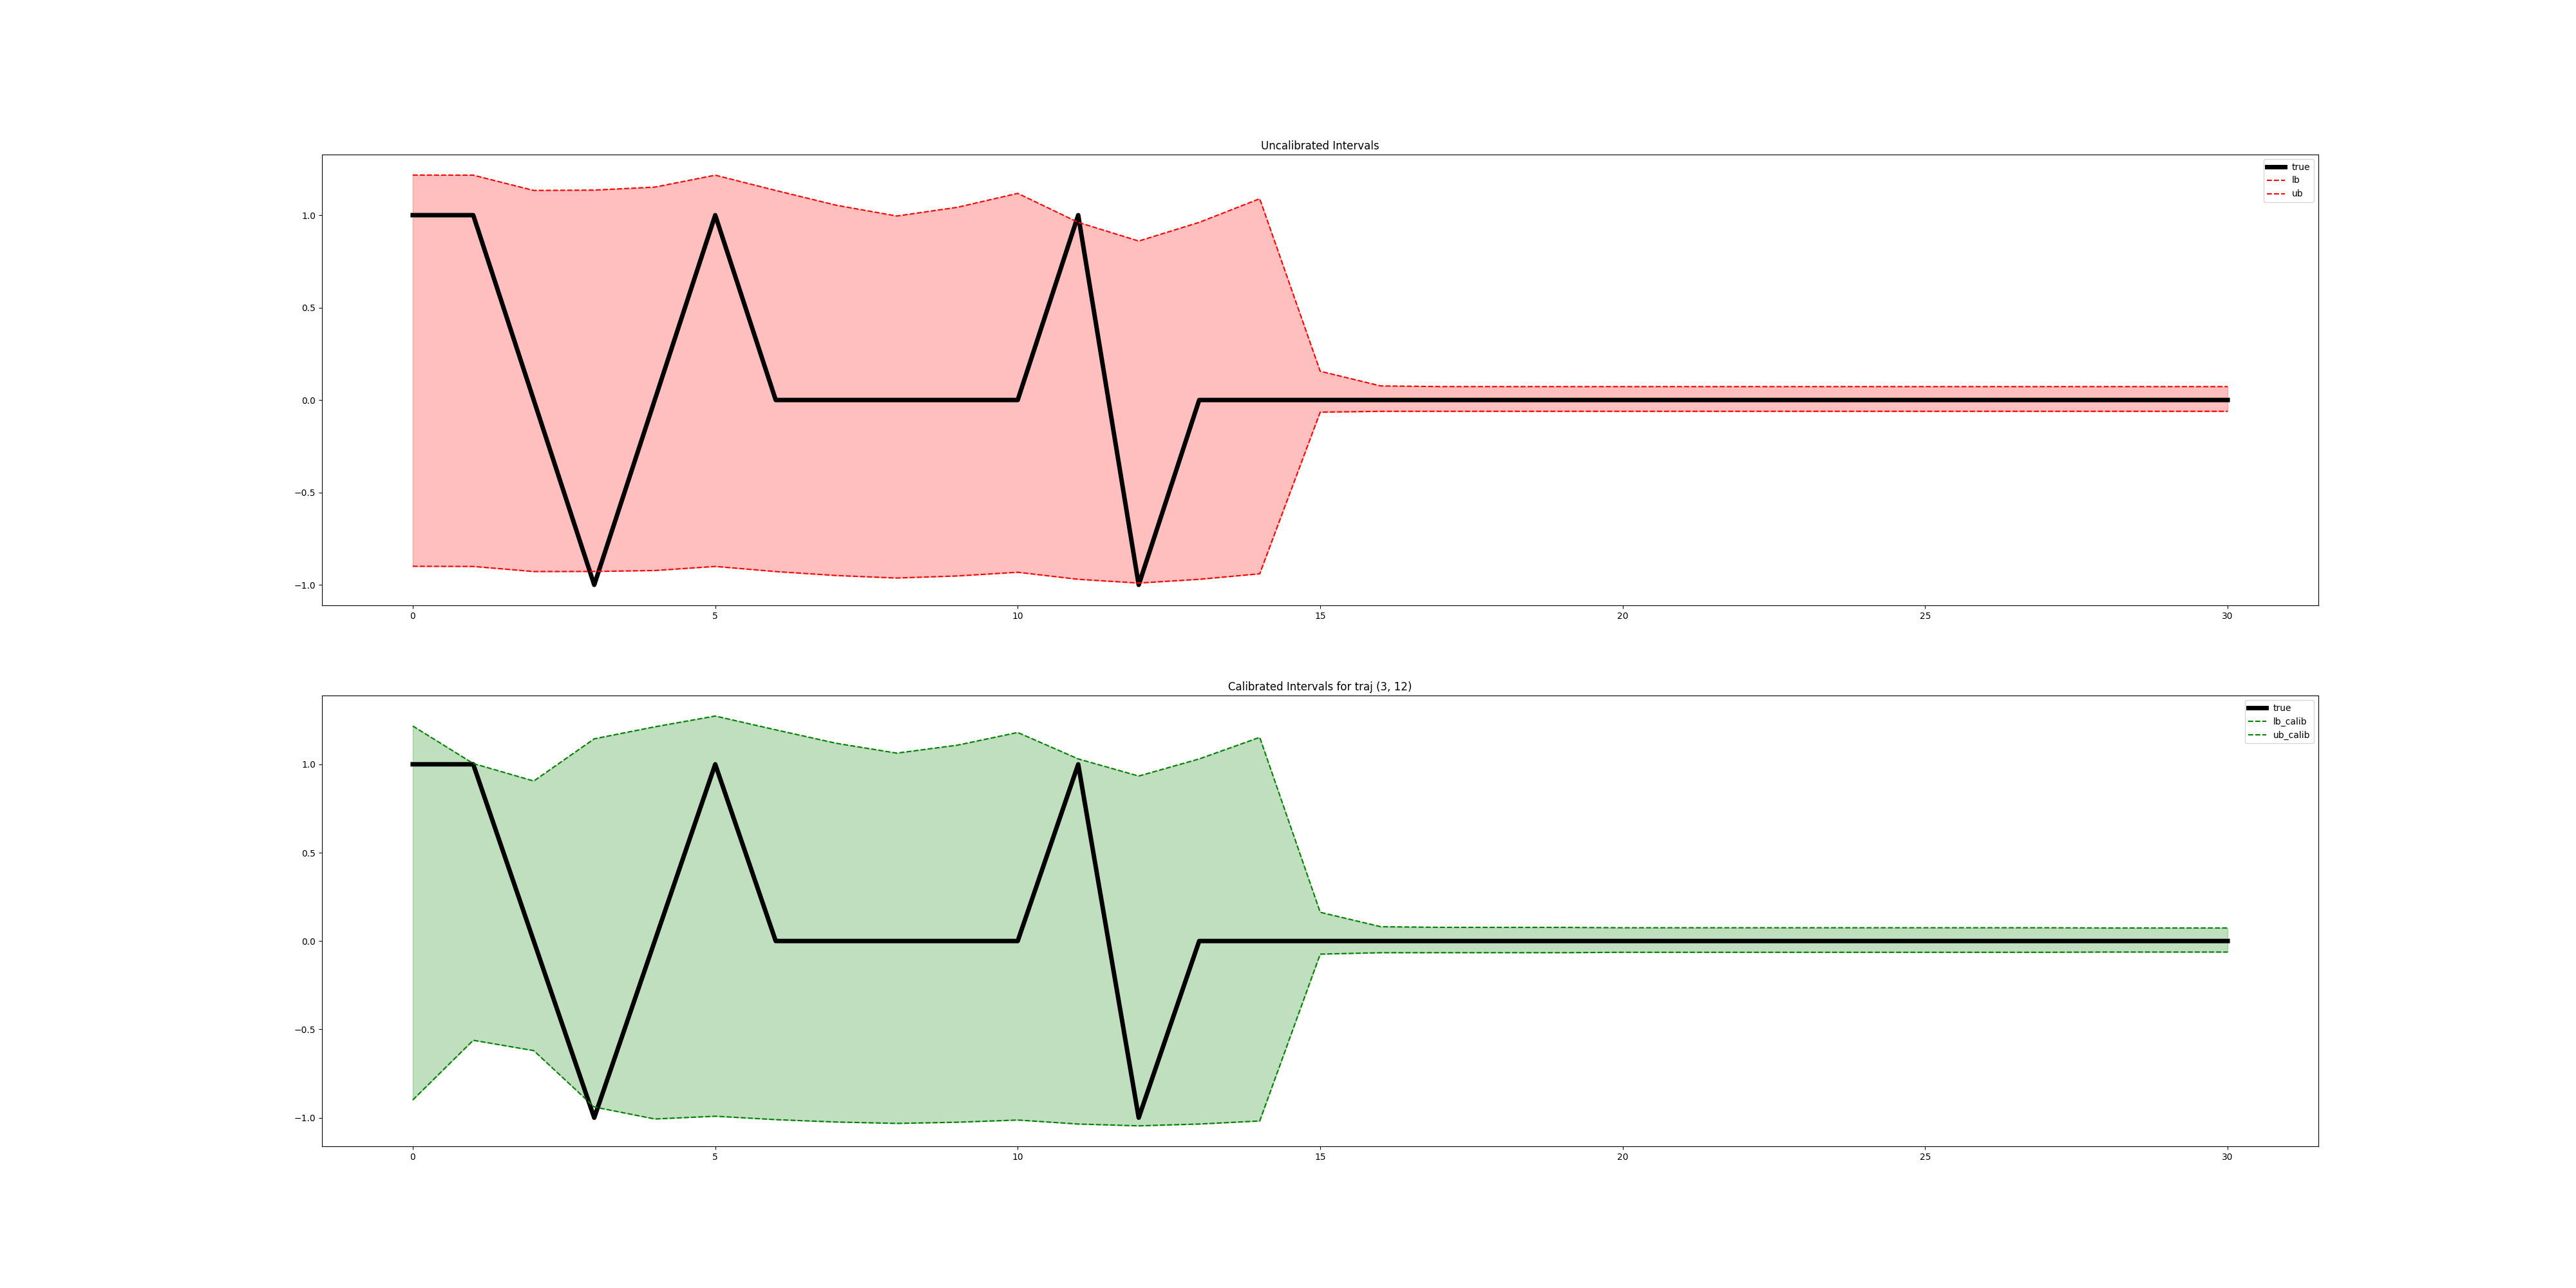 Uncalibrated Intervals
true
lb
ub
1.0
0.5
0.0
−0.5
−1.0
0 5 10 15 20 25 30
Calibrated Intervals for traj (3, 12)
true
lb_calib
ub_calib
1.0
0.5
0.0
−0.5
−1.0
0 5 10 15 20 25 30